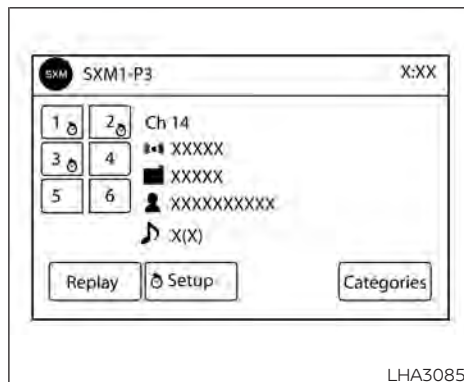 SXM SXM1-P3 X:XX
1 2 Ch 14
XXXXX
3 4
XXXXX
5 6 XXXXXXXXXX
X(X)
Replay Setup Categories
LHA3085